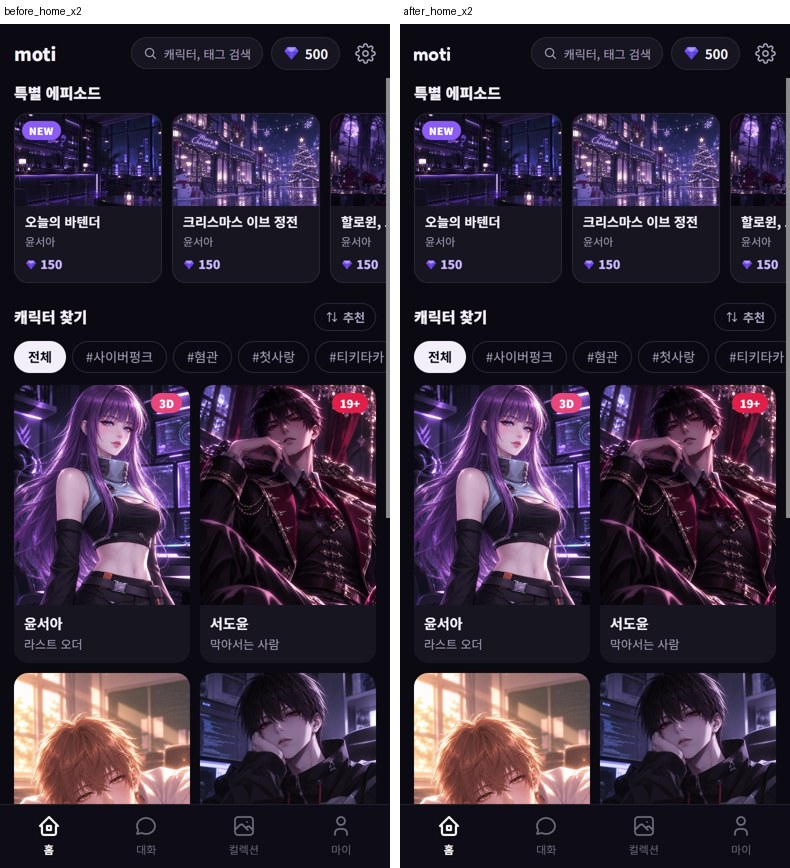 before_home_x2
moti
캐릭터, 태그 검색
500
특별 에피소드
NEW
오늘의 바텐더
윤서아
150
크리스마스 이브 정전
윤서아
150
할로윈,
윤서아
150
캐릭터 찾기
추천
전체
#사이버펑크
#혐관
#첫사랑
#티키타카
3D
윤서아
라스트 오더
19+
서도윤
막아서는 사람
홈
대화
컬렉션
마이
after_home_x2
moti
캐릭터, 태그 검색
500
특별 에피소드
NEW
오늘의 바텐더
윤서아
150
크리스마스 이브 정전
윤서아
150
할로윈,
윤서아
150
캐릭터 찾기
추천
전체
#사이버펑크
#혐관
#첫사랑
#티키타카
3D
윤서아
라스트 오더
19+
서도윤
막아서는 사람
홈
대화
컬렉션
마이